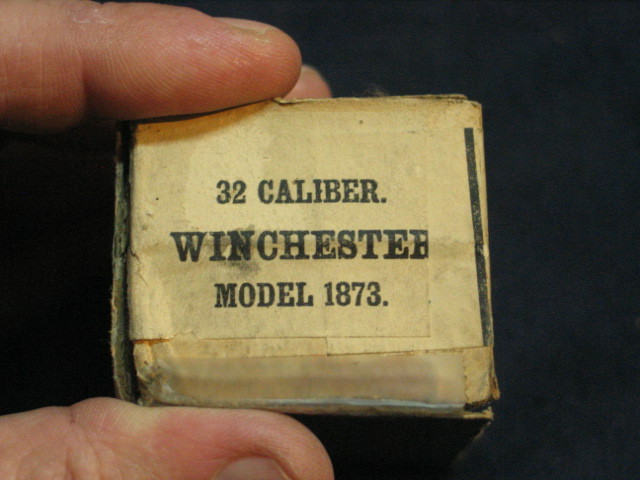 32 CALIBER.
WINCHESTER
MODEL 1873.